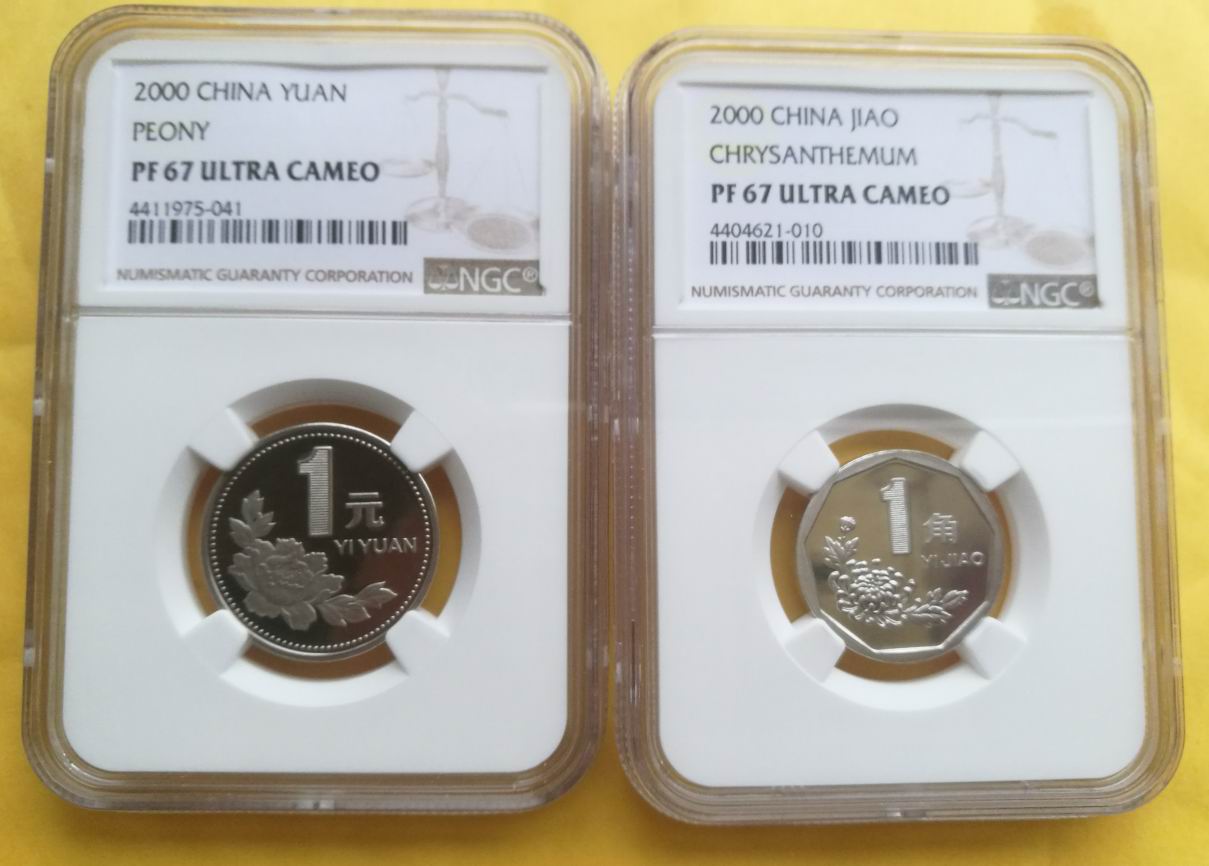 2000 CHINA YUAN
PEONY
PF 67 ULTRA CAMEO
4411975-041
NUMISMATIC GUARANTY CORPORATION
NGC®
1元
YI YUAN
2000 CHINA JIAO
CHRYSANTHEMUM
PF 67 ULTRA CAMEO
4404621-010
NUMISMATIC GUARANTY CORPORATION
NGC®
1角
YI JIAO